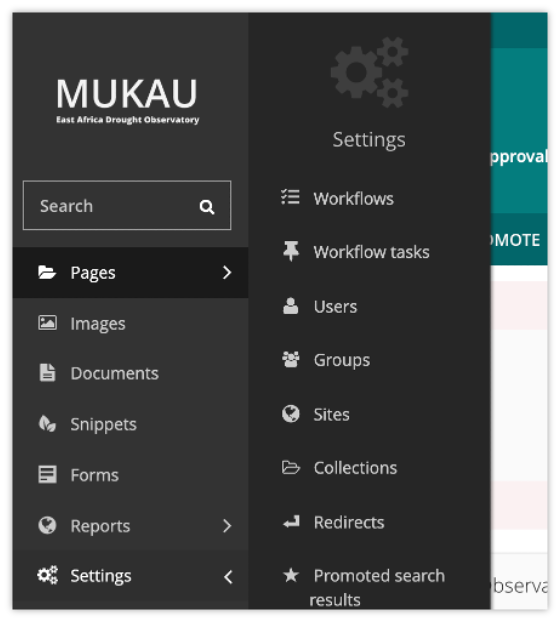 MUKAU
East Africa Drought Observatory
Search
Pages
Images
Documents
Snippets
Forms
Reports
Settings
Settings
Workflows
Workflow tasks
Users
Groups
Sites
Collections
Redirects
Promoted search
results
pproval
OMOTE
Observa